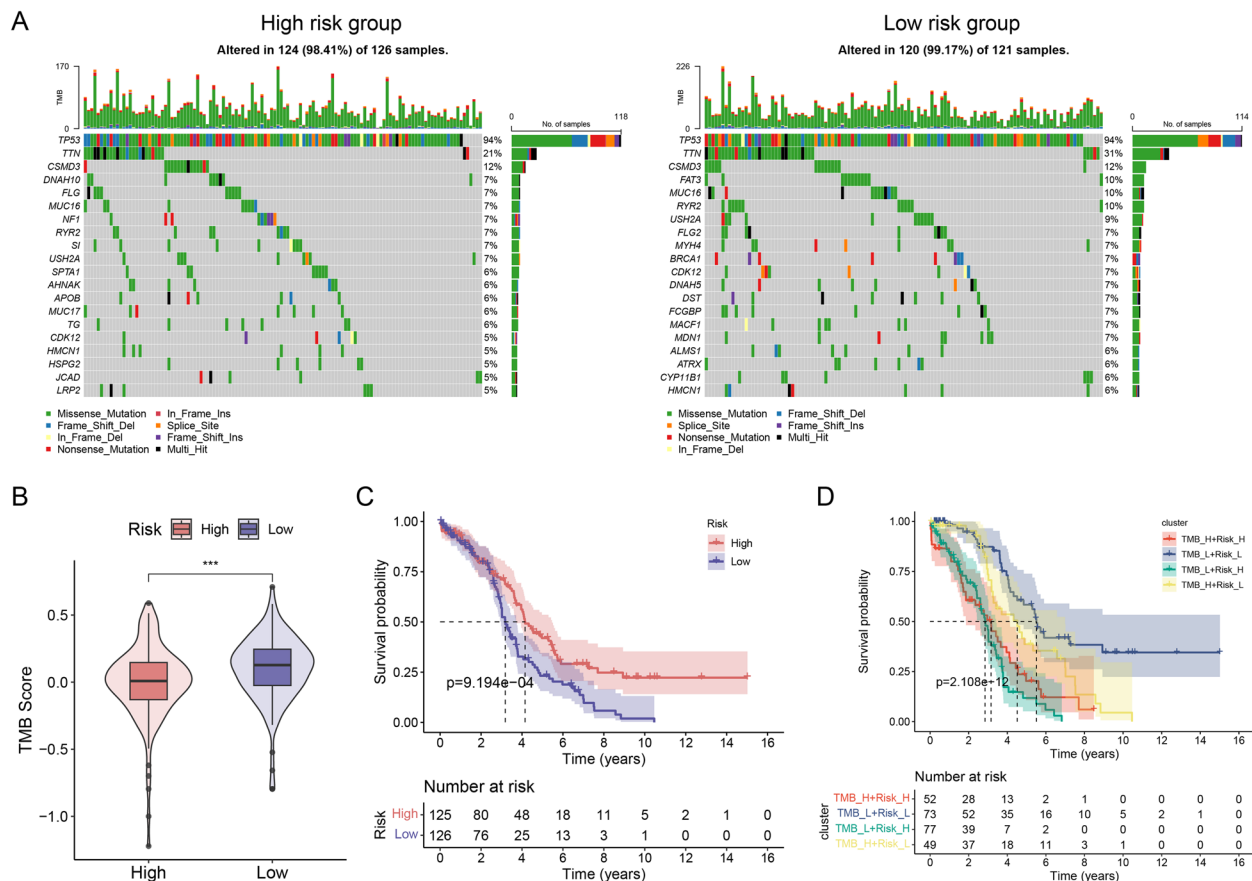 A
High risk group
Altered in 124 (98.41%) of 126 samples.
170
TMB
0
No. of samples
0 118
TP53 94%
TTN 21%
CSMD3 12%
DNAH10 7%
FLG 7%
MUC16 7%
NF1 7%
RYR2 7%
SI 7%
USH2A 7%
SPTA1 6%
AHNAK 6%
APOB 6%
MUC17 6%
TG 6%
CDK12 5%
HMCN1 5%
HSPG2 5%
JCAD 5%
LRP2 5%
Missense_Mutation In_Frame_Ins
Frame_Shift_Del Splice_Site
In_Frame_Del Frame_Shift_Ins
Nonsense_Mutation Multi_Hit
Low risk group
Altered in 120 (99.17%) of 121 samples.
226
TMB
0
No. of samples
0 114
TP53 94%
TTN 31%
CSMD3 12%
FAT3 10%
MUC16 10%
RYR2 10%
USH2A 9%
FLG2 7%
MYH4 7%
BRCA1 7%
CDK12 7%
DNAH5 7%
DST 7%
FCGBP 7%
MACF1 7%
MDN1 7%
ALMS1 6%
ATRX 6%
CYP11B1 6%
HMCN1 6%
Missense_Mutation Frame_Shift_Del
Splice_Site Frame_Shift_Ins
Nonsense_Mutation Multi_Hit
In_Frame_Del
B
Risk High Low
***
TMB Score
0.5
0.0
−0.5
−1.0
High Low
C
Risk
High
Low
Survival probability
1.00
0.75
0.50
0.25
0.00
p=9.194e−04
0 2 4 6 8 10 12 14 16
Time (years)
Number at risk
Risk
High 125 80 48 18 11 5 2 1 0
Low 126 76 25 13 3 1 0 0 0
0 2 4 6 8 10 12 14 16
Time (years)
D
cluster
TMB_H+Risk_H
TMB_L+Risk_L
TMB_L+Risk_H
TMB_H+Risk_L
Survival probability
1.00
0.75
0.50
0.25
0.00
p=2.108e−12
0 2 4 6 8 10 12 14 16
Time (years)
Number at risk
cluster
TMB_H+Risk_H 52 28 13 2 1 0 0 0 0
TMB_L+Risk_L 73 52 35 16 10 5 2 1 0
TMB_L+Risk_H 77 39 7 2 0 0 0 0 0
TMB_H+Risk_L 49 37 18 11 3 1 0 0 0
0 2 4 6 8 10 12 14 16
Time (years)